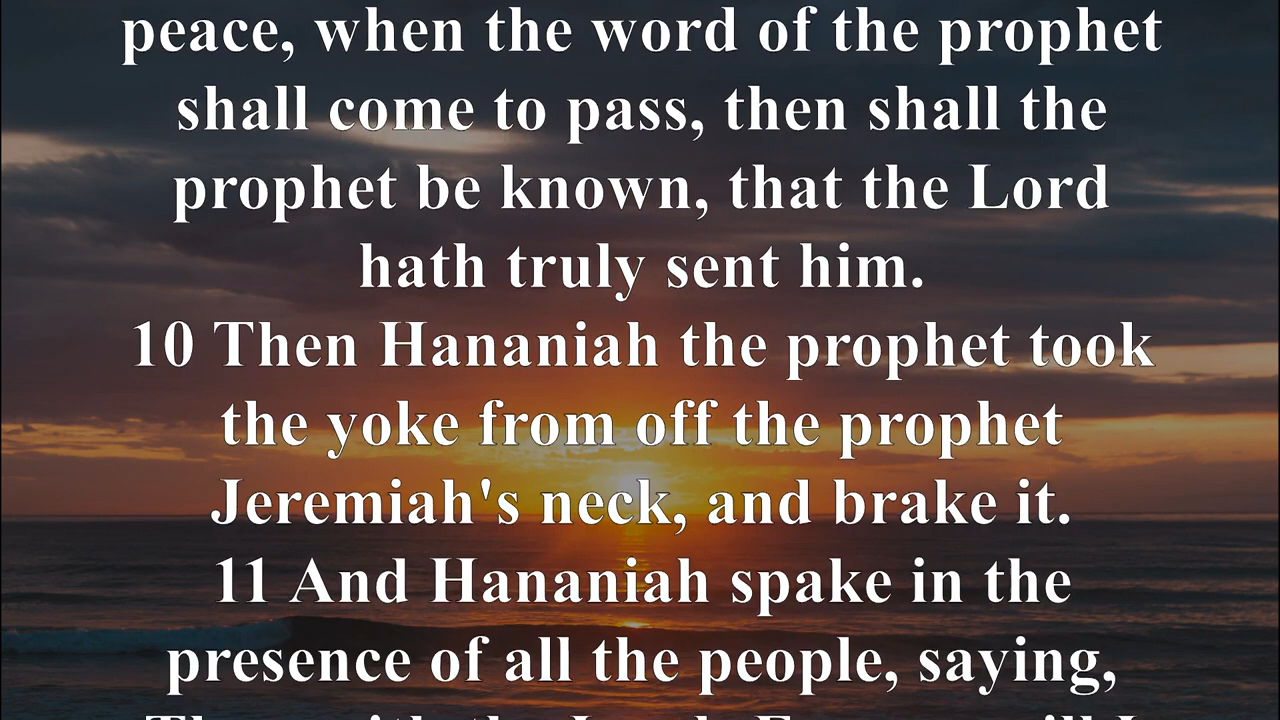 peace, when the word of the prophet
shall come to pass, then shall the
prophet be known, that the Lord
hath truly sent him.
10 Then Hananiah the prophet took
the yoke from off the prophet
Jeremiah's neck, and brake it.
11 And Hananiah spake in the
presence of all the people, saying,